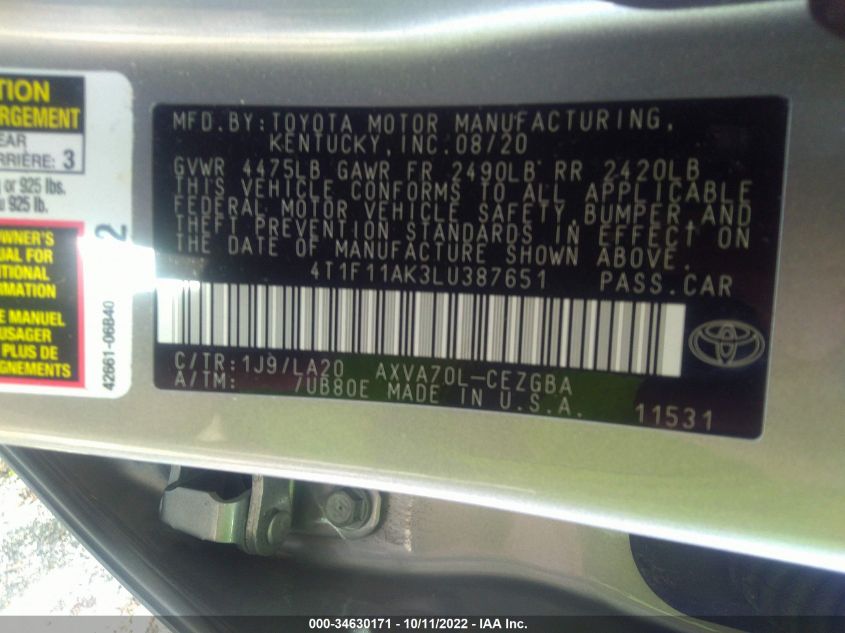 TION
RGEMENT
EAR
RRIÈRE: 3
g or 925 lbs.
u 925 lb.
OWNER'S
UAL FOR
ITIONAL
RMATION
E MANUEL
USAGER
PLUS DE
NEMENTS
42661-06B40
2
MFD.BY:TOYOTA MOTOR MANUFACTURING,
KENTUCKY,INC.08/20
GVWR 4475LB GAWR FR 2490LB RR 2420LB
THIS VEHICLE CONFORMS TO ALL APPLICABLE
FEDERAL MOTOR VEHICLE SAFETY,BUMPER,AND
THEFT PREVENTION STANDARDS IN EFFECT ON
THE DATE OF MANUFACTURE SHOWN ABOVE.
4T1F11AK3LU387651 PASS.CAR
C/TR:1J9/LA20 AXVA70L-CEZGBA
A/TM: /UB80E MADE IN U.S.A.
11531
000-34630171 - 10/11/2022 - IAA Inc.